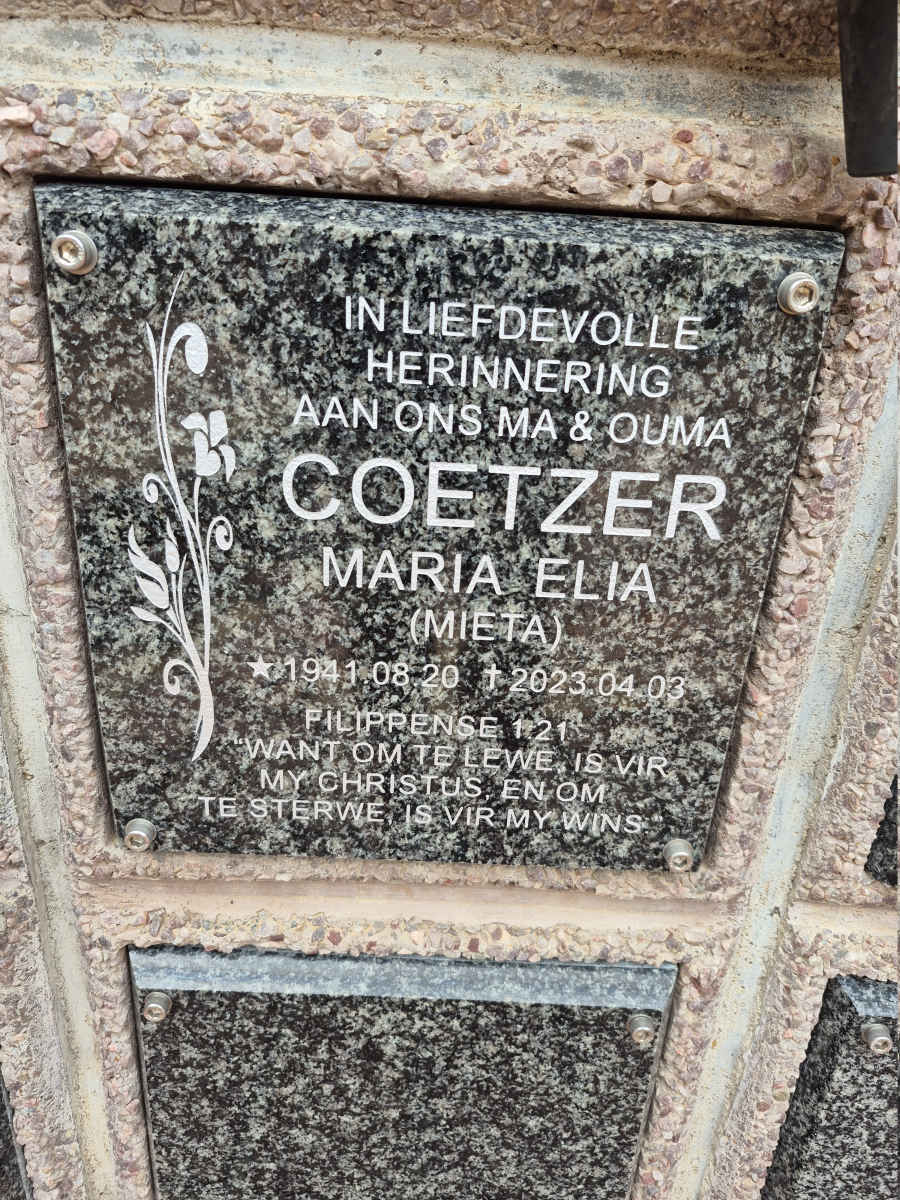 IN LIEFDEVOLLE
HERINNERING
AAN ONS MA & OUMA
COETZER
MARIA ELIA
(MIETA)
★1941.08.20 ✝2023.04.03
FILIPPENSE 1:21
"WANT OM TE LEWE, IS VIR
MY CHRISTUS, EN OM
TE STERWE, IS VIR MY WINS."